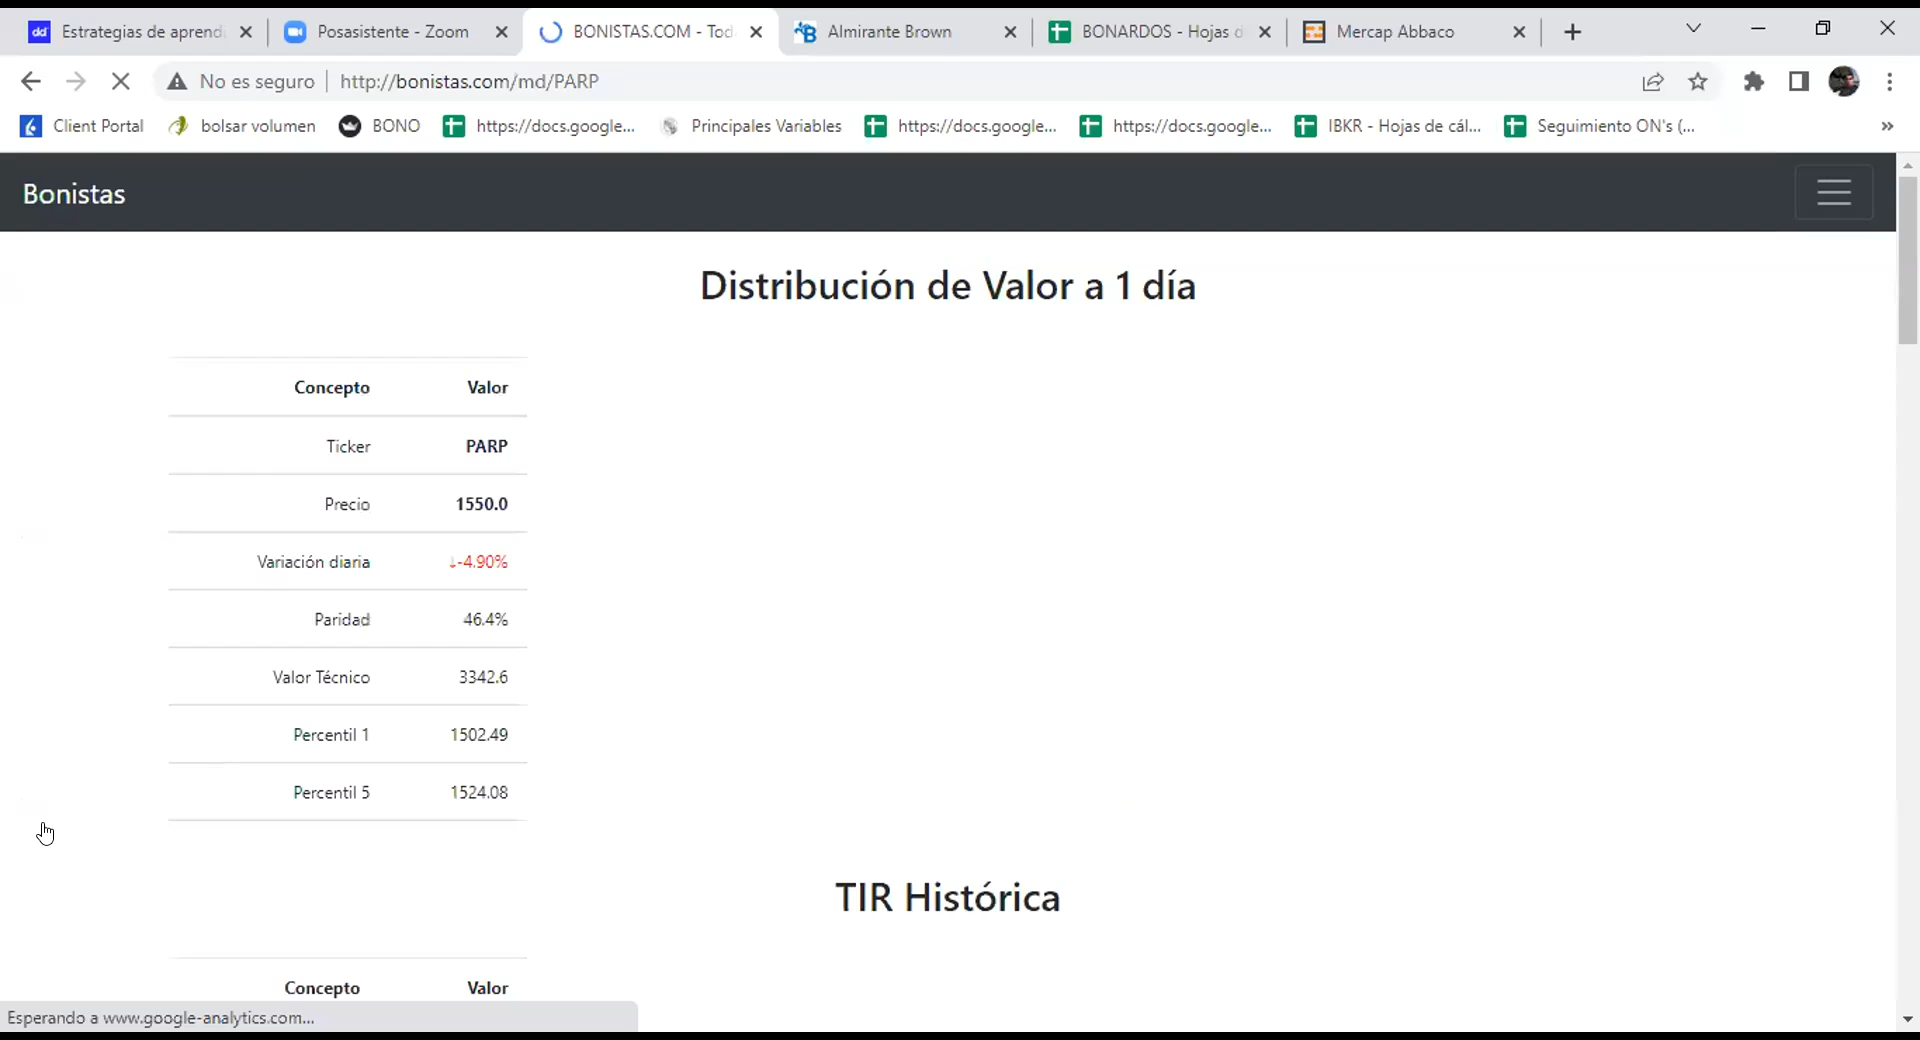 dd Estrategias de aprend
Posasistente - Zoom
BONISTAS.COM - Tod
Almirante Brown
BONARDOS - Hojas d
Mercap Abbaco
No es seguro
http://bonistas.com/md/PARP
Client Portal
bolsar volumen
BONO
https://docs.google...
Principales Variables
https://docs.google...
https://docs.google...
IBKR - Hojas de cál...
Seguimiento ON's (...
»
Bonistas
Distribución de Valor a 1 día
Concepto Valor
Ticker PARP
Precio 1550.0
Variación diaria ↓-4.90%
Paridad 46.4%
Valor Técnico 3342.6
Percentil 1 1502.49
Percentil 5 1524.08
TIR Histórica
Concepto Valor
Esperando a www.google-analytics.com...